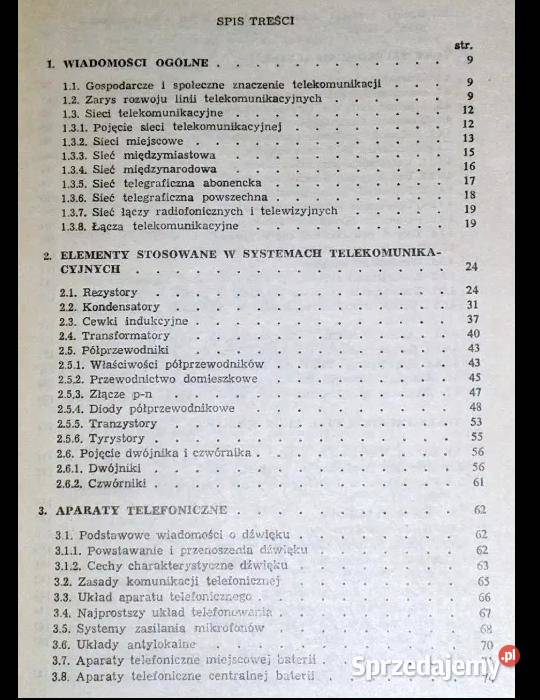 SPIS TREŚCI
str.
1. WIADOMOŚCI OGÓLNE . . . . . . . . . . . 9
1.1. Gospodarcze i społeczne znaczenie telekomunikacji . . . 9
1.2. Zarys rozwoju linii telekomunikacyjnych . . . . . . 9
1.3. Sieci telekomunikacyjne . . . . . . . . . . 12
1.3.1. Pojęcie sieci telekomunikacyjnej . . . . . . . . 12
1.3.2. Sieci miejscowe . . . . . . . . . . . 13
1.3.3. Sieć międzymiastowa . . . . . . . . . . 15
1.3.4. Sieć międzynarodowa . . . . . . . . . . 16
1.3.5. Sieć telegraficzna abonencka . . . . . . . . 17
1.3.6. Sieć telegraficzna powszechna . . . . . . . . 18
1.3.7. Sieć łączy radiofonicznych i telewizyjnych . . . . . 19
1.3.8. Łącza telekomunikacyjne . . . . . . . . . 19
2. ELEMENTY STOSOWANE W SYSTEMACH TELEKOMUNIKA-
CYJNYCH . . . . . . . . . . . . . . 24
2.1. Rezystory . . . . . . . . . . . . . 24
2.2. Kondensatory . . . . . . . . . . . . 31
2.3. Cewki indukcyjne . . . . . . . . . . . 37
2.4. Transformatory . . . . . . . . . . . 40
2.5. Półprzewodniki . . . . . . . . . . . 43
2.5.1. Właściwości półprzewodników . . . . . . . . 43
2.5.2. Przewodnictwo domieszkowe . . . . . . . . 45
2.5.3. Złącze p-n . . . . . . . . . . . . 47
2.5.4. Diody półprzewodnikowe . . . . . . . . . 48
2.5.5. Tranzystory . . . . . . . . . . . . 53
2.5.6. Tyrystory . . . . . . . . . . . . 55
2.6. Pojęcie dwójnika i czwórnika . . . . . . . . . 56
2.6.1. Dwójniki . . . . . . . . . . . . . 56
2.6.2. Czwórniki . . . . . . . . . . . . 61
3. APARATY TELEFONICZNE . . . . . . . . . . 62
3.1. Podstawowe wiadomości o dźwięku . . . . . . . 62
3.1.1. Powstawanie i przenoszenia dźwięku . . . . . . 62
3.1.2. Cechy charakterystyczne dźwięku . . . . . . . 63
3.2. Zasady komunikacji telefonicznej . . . . . . . . 65
3.3. Układ aparatu telefonicznego . . . . . . . . . 66
3.4. Najprostszy układ telefonowania . . . . . . . . 67
3.5. Systemy zasilania mikrofonów . . . . . . . . 68
3.6. Układy antylokalne . . . . . . . . . . . 70
3.7. Aparaty telefoniczne miejscowej baterii . . . . .
3.8. Aparaty telefoniczne centralnej baterii . . . . .
Sprzedajemy.pl